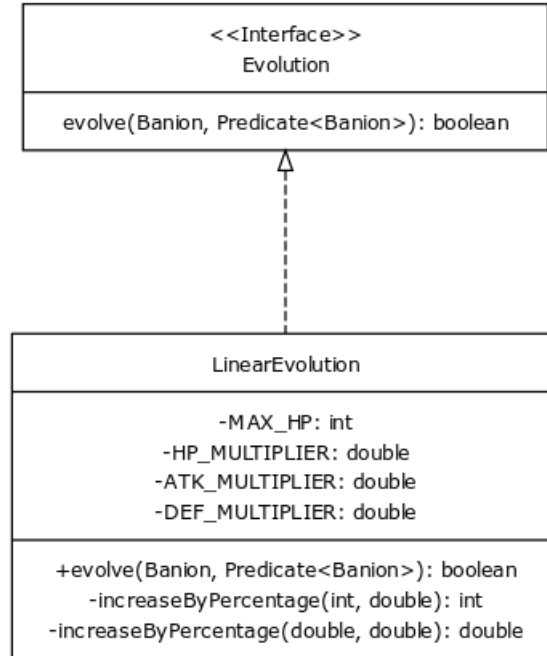 <<Interface>>
Evolution
evolve(Banion, Predicate<Banion>): boolean
LinearEvolution
-MAX_HP: int
-HP_MULTIPLIER: double
-ATK_MULTIPLIER: double
-DEF_MULTIPLIER: double
+evolve(Banion, Predicate<Banion>): boolean
-increaseByPercentage(int, double): int
-increaseByPercentage(double, double): double